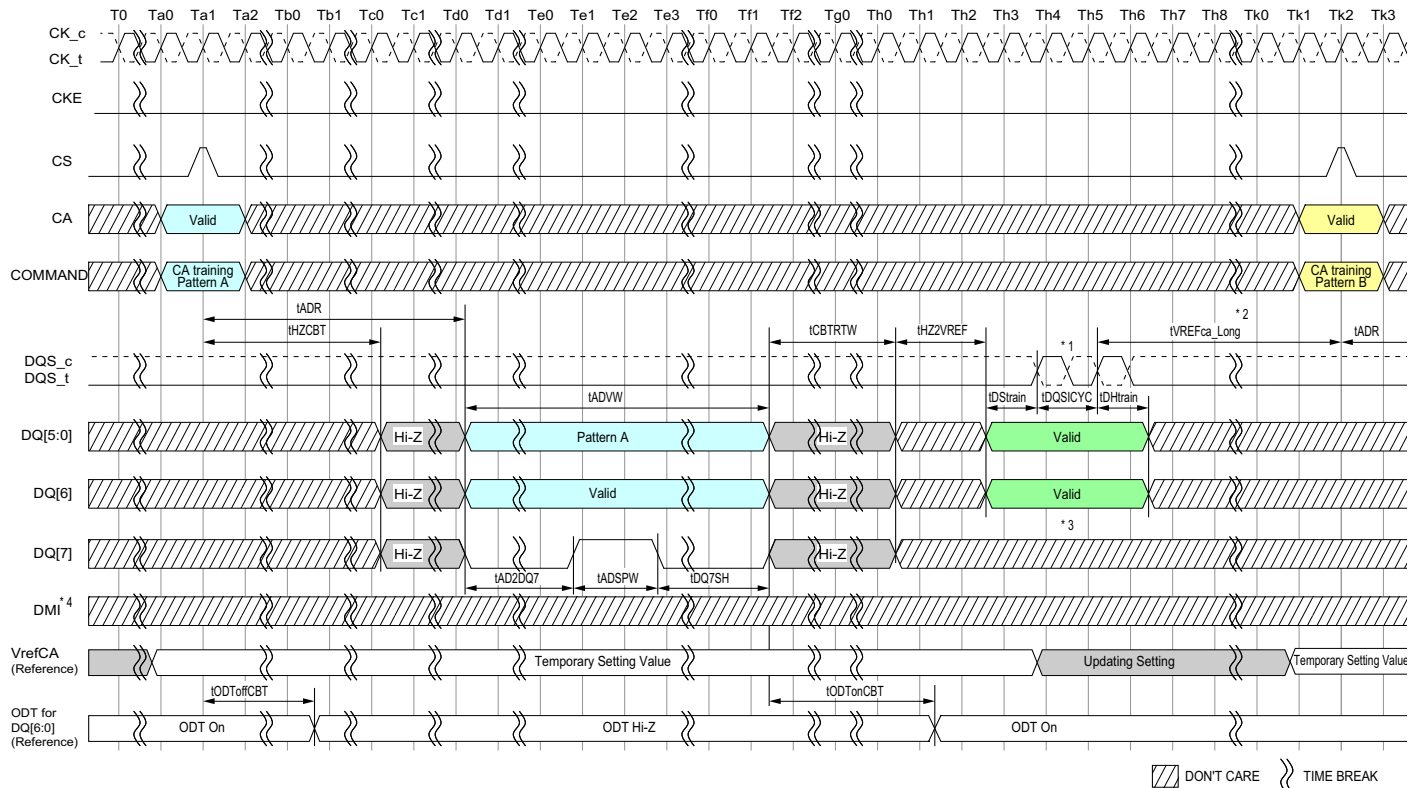 T0 Ta0 Ta1 Ta2 Tb0 Tb1 Tc0 Tc1 Td0 Td1 Te0 Te1 Te2 Te3 Tf0 Tf1 Tf2 Tg0 Th0 Th1 Th2 Th3 Th4 Th5 Th6 Th7 Th8 Tk0 Tk1 Tk2 Tk3
CK_c
CK_t
CKE
CS
CA Valid Valid
COMMAND CA training Pattern A CA training Pattern B
tADR * 2
tHZCBT tCBTRTW tHZ2VREF * 1 tVREFca_Long tADR
DQS_c
DQS_t
tADVW tDStrain tDQSICYC tDHtrain
DQ[5:0] Hi-Z Pattern A Hi-Z Valid
DQ[6] Hi-Z Valid Hi-Z Valid
* 3
DQ[7] Hi-Z Hi-Z
tAD2DQ7 tADSPW tDQ7SH
DMI* 4
VrefCA
(Reference) Temporary Setting Value Updating Setting Temporary Setting Value
tODToffCBT tODTonCBT
ODT for
DQ[6:0]
(Reference) ODT On ODT Hi-Z ODT On
DON'T CARE TIME BREAK